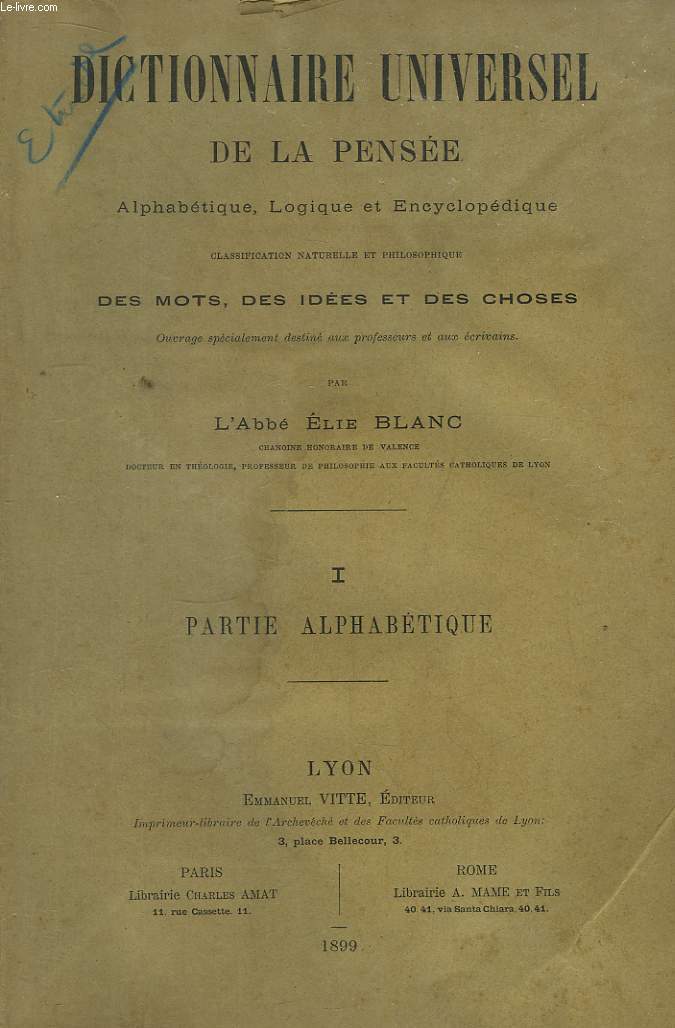 Le-livre.com
DICTIONNAIRE UNIVERSEL
DE LA PENSÉE
Alphabétique, Logique et Encyclopédique
CLASSIFICATION NATURELLE ET PHILOSOPHIQUE
DES MOTS, DES IDÉES ET DES CHOSES
Ouvrage spécialement destiné aux professeurs et aux écrivains.
PAR
L'Abbé ÉLIE BLANC
CHANOINE HONORAIRE DE VALENCE
DOCTEUR EN THÉOLOGIE, PROFESSEUR DE PHILOSOPHIE AUX FACULTÉS CATHOLIQUES DE LYON
I
PARTIE ALPHABÉTIQUE
LYON
EMMANUEL VITTE, ÉDITEUR
Imprimeur-libraire de l'Archevêché et des Facultés catholiques de Lyon:
3, place Bellecour, 3.
PARIS
Librairie CHARLES AMAT
11, rue Cassette, 11.
ROME
Librairie A. MAME ET FILS
40 41, via Santa Chiara, 40, 41.
1899